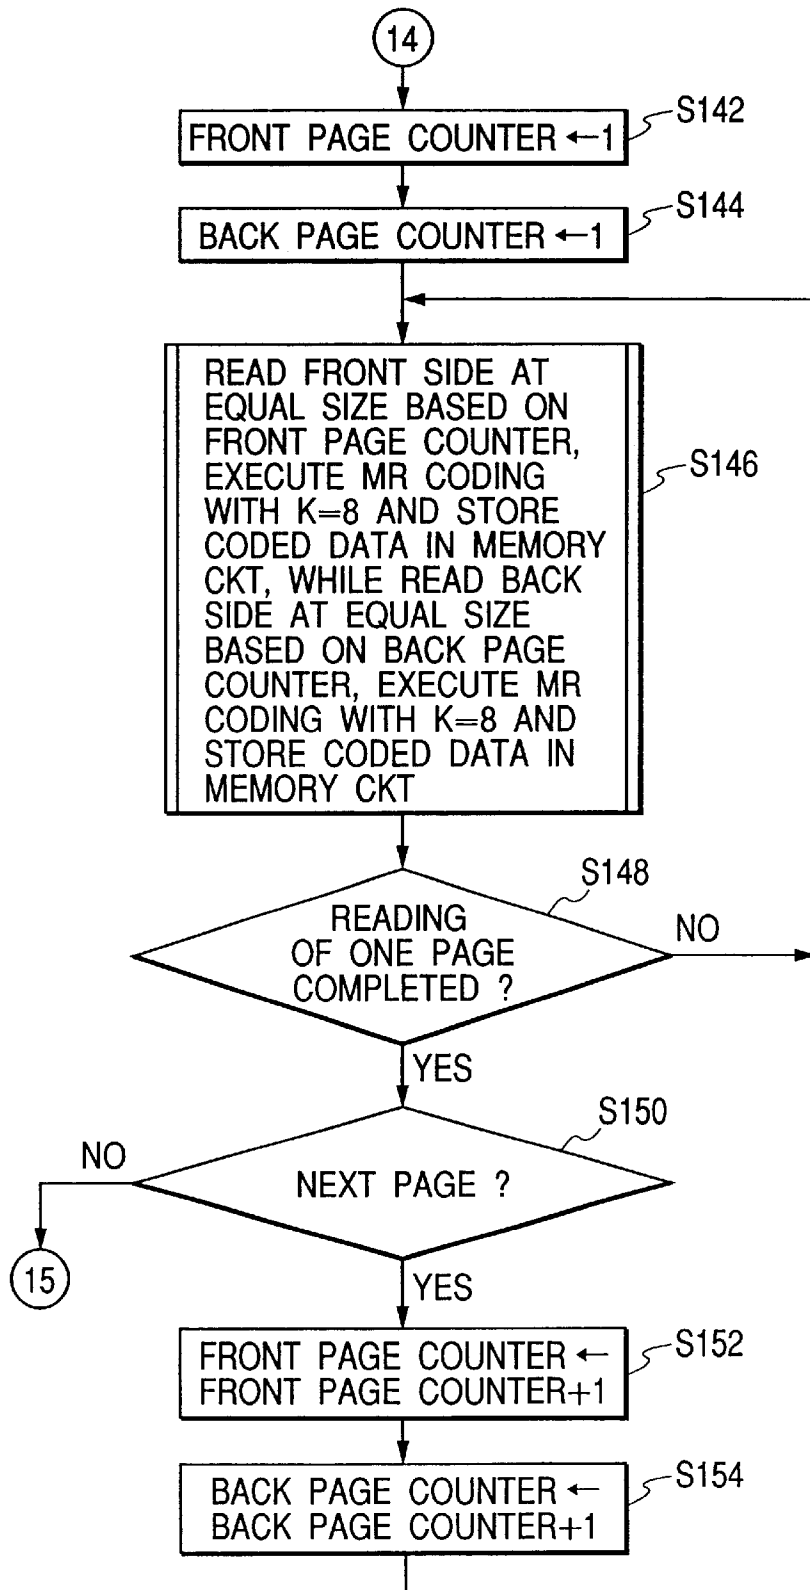 14
FRONT PAGE COUNTER ←1
S142
BACK PAGE COUNTER ←1
S144
READ FRONT SIDE AT
EQUAL SIZE BASED ON
FRONT PAGE COUNTER,
EXECUTE MR CODING
WITH K=8 AND STORE
CODED DATA IN MEMORY
CKT, WHILE READ BACK
SIDE AT EQUAL SIZE
BASED ON BACK PAGE
COUNTER, EXECUTE MR
CODING WITH K=8 AND
STORE CODED DATA IN
MEMORY CKT
S146
S148
READING
OF ONE PAGE
COMPLETED ?
NO
YES
S150
NEXT PAGE ?
NO
15
YES
FRONT PAGE COUNTER ←
FRONT PAGE COUNTER+1
S152
BACK PAGE COUNTER ←
BACK PAGE COUNTER+1
S154